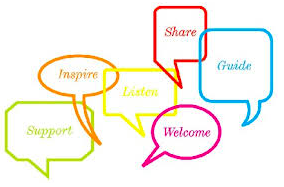 Share
Guide
Inspire
Listen
Support
Welcome